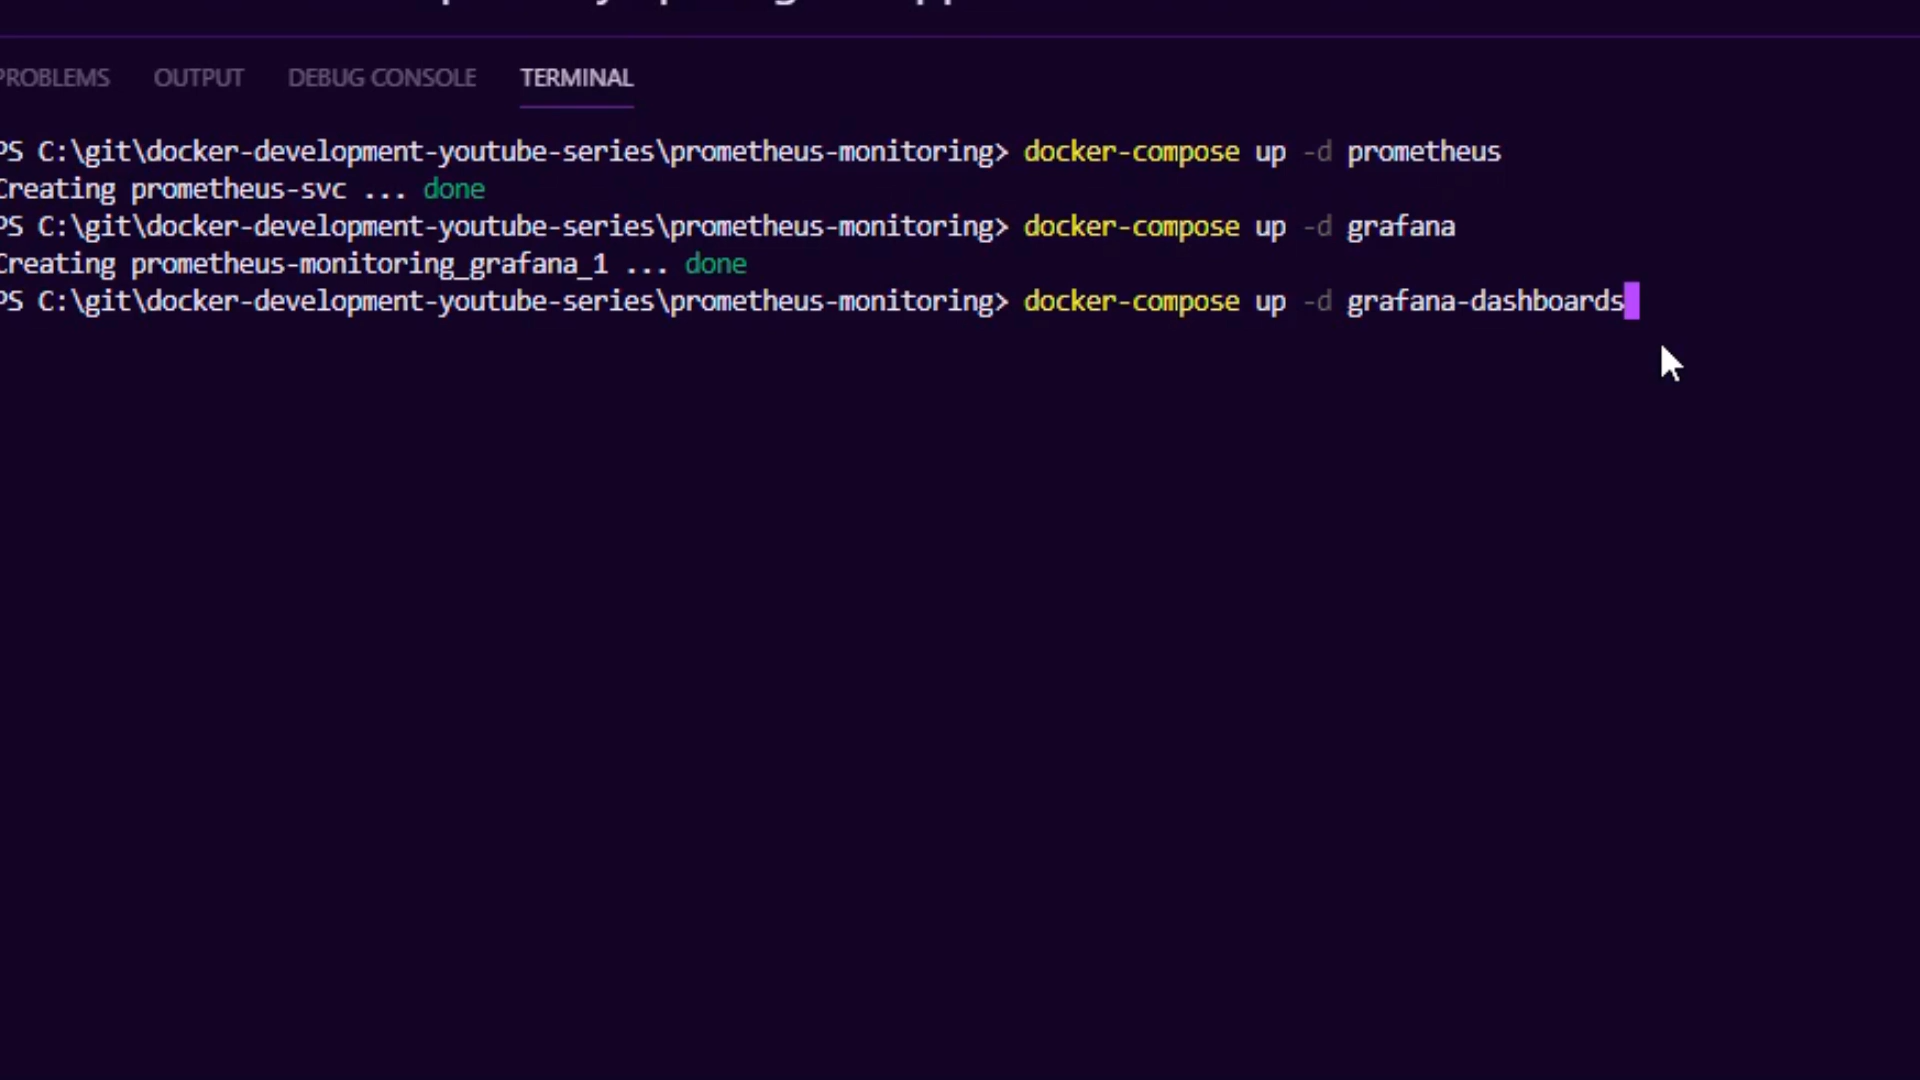 PROBLEMS OUTPUT DEBUG CONSOLE TERMINAL
PS C:\git\docker-development-youtube-series\prometheus-monitoring> docker-compose up -d prometheus
Creating prometheus-svc ... done
PS C:\git\docker-development-youtube-series\prometheus-monitoring> docker-compose up -d grafana
Creating prometheus-monitoring_grafana_1 ... done
PS C:\git\docker-development-youtube-series\prometheus-monitoring> docker-compose up -d grafana-dashboards